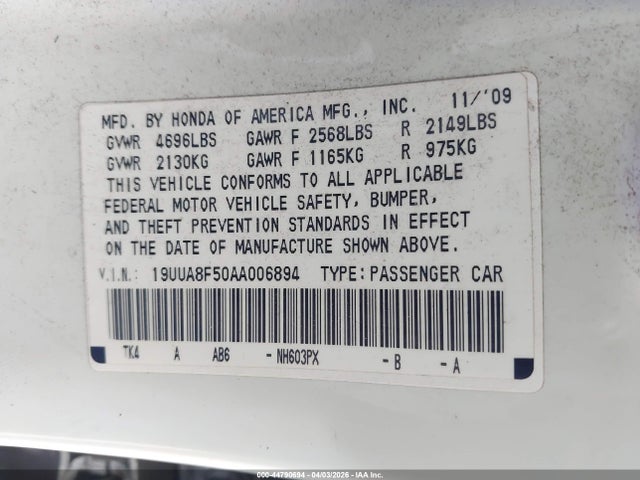 MFD. BY HONDA OF AMERICA MFG., INC. 11/'09
GVWR 4696LBS GAWR F 2568LBS R 2149LBS
GVWR 2130KG GAWR F 1165KG R 975KG
THIS VEHICLE CONFORMS TO ALL APPLICABLE
FEDERAL MOTOR VEHICLE SAFETY, BUMPER,
AND THEFT PREVENTION STANDARDS IN EFFECT
ON THE DATE OF MANUFACTURE SHOWN ABOVE.
V.I.N.: 19UUA8F50AA006894 TYPE: PASSENGER CAR
TK4 A AB6 -NH603PX -B -A
000-44790694 - 04/03/2026 - IAA Inc.